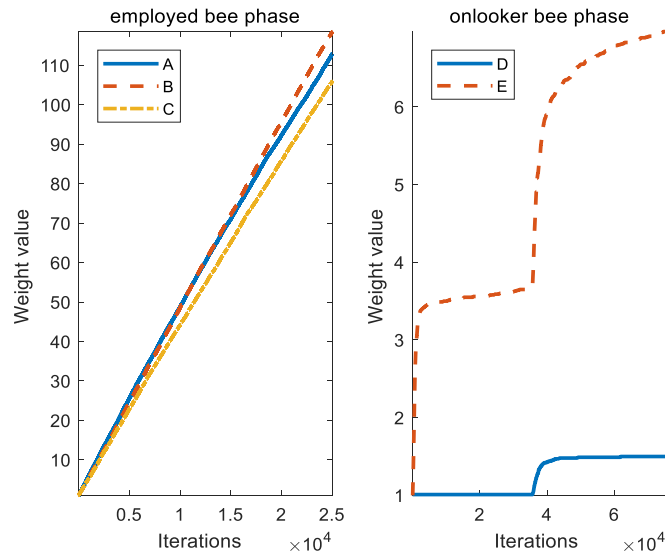 employed bee phase
Weight value
110
100
90
80
70
60
50
40
30
20
10
A
B
C
0.5
1
1.5
2
2.5
×10⁴
Iterations
onlooker bee phase
Weight value
6
5
4
3
2
1
D
E
2
4
6
×10⁴
Iterations